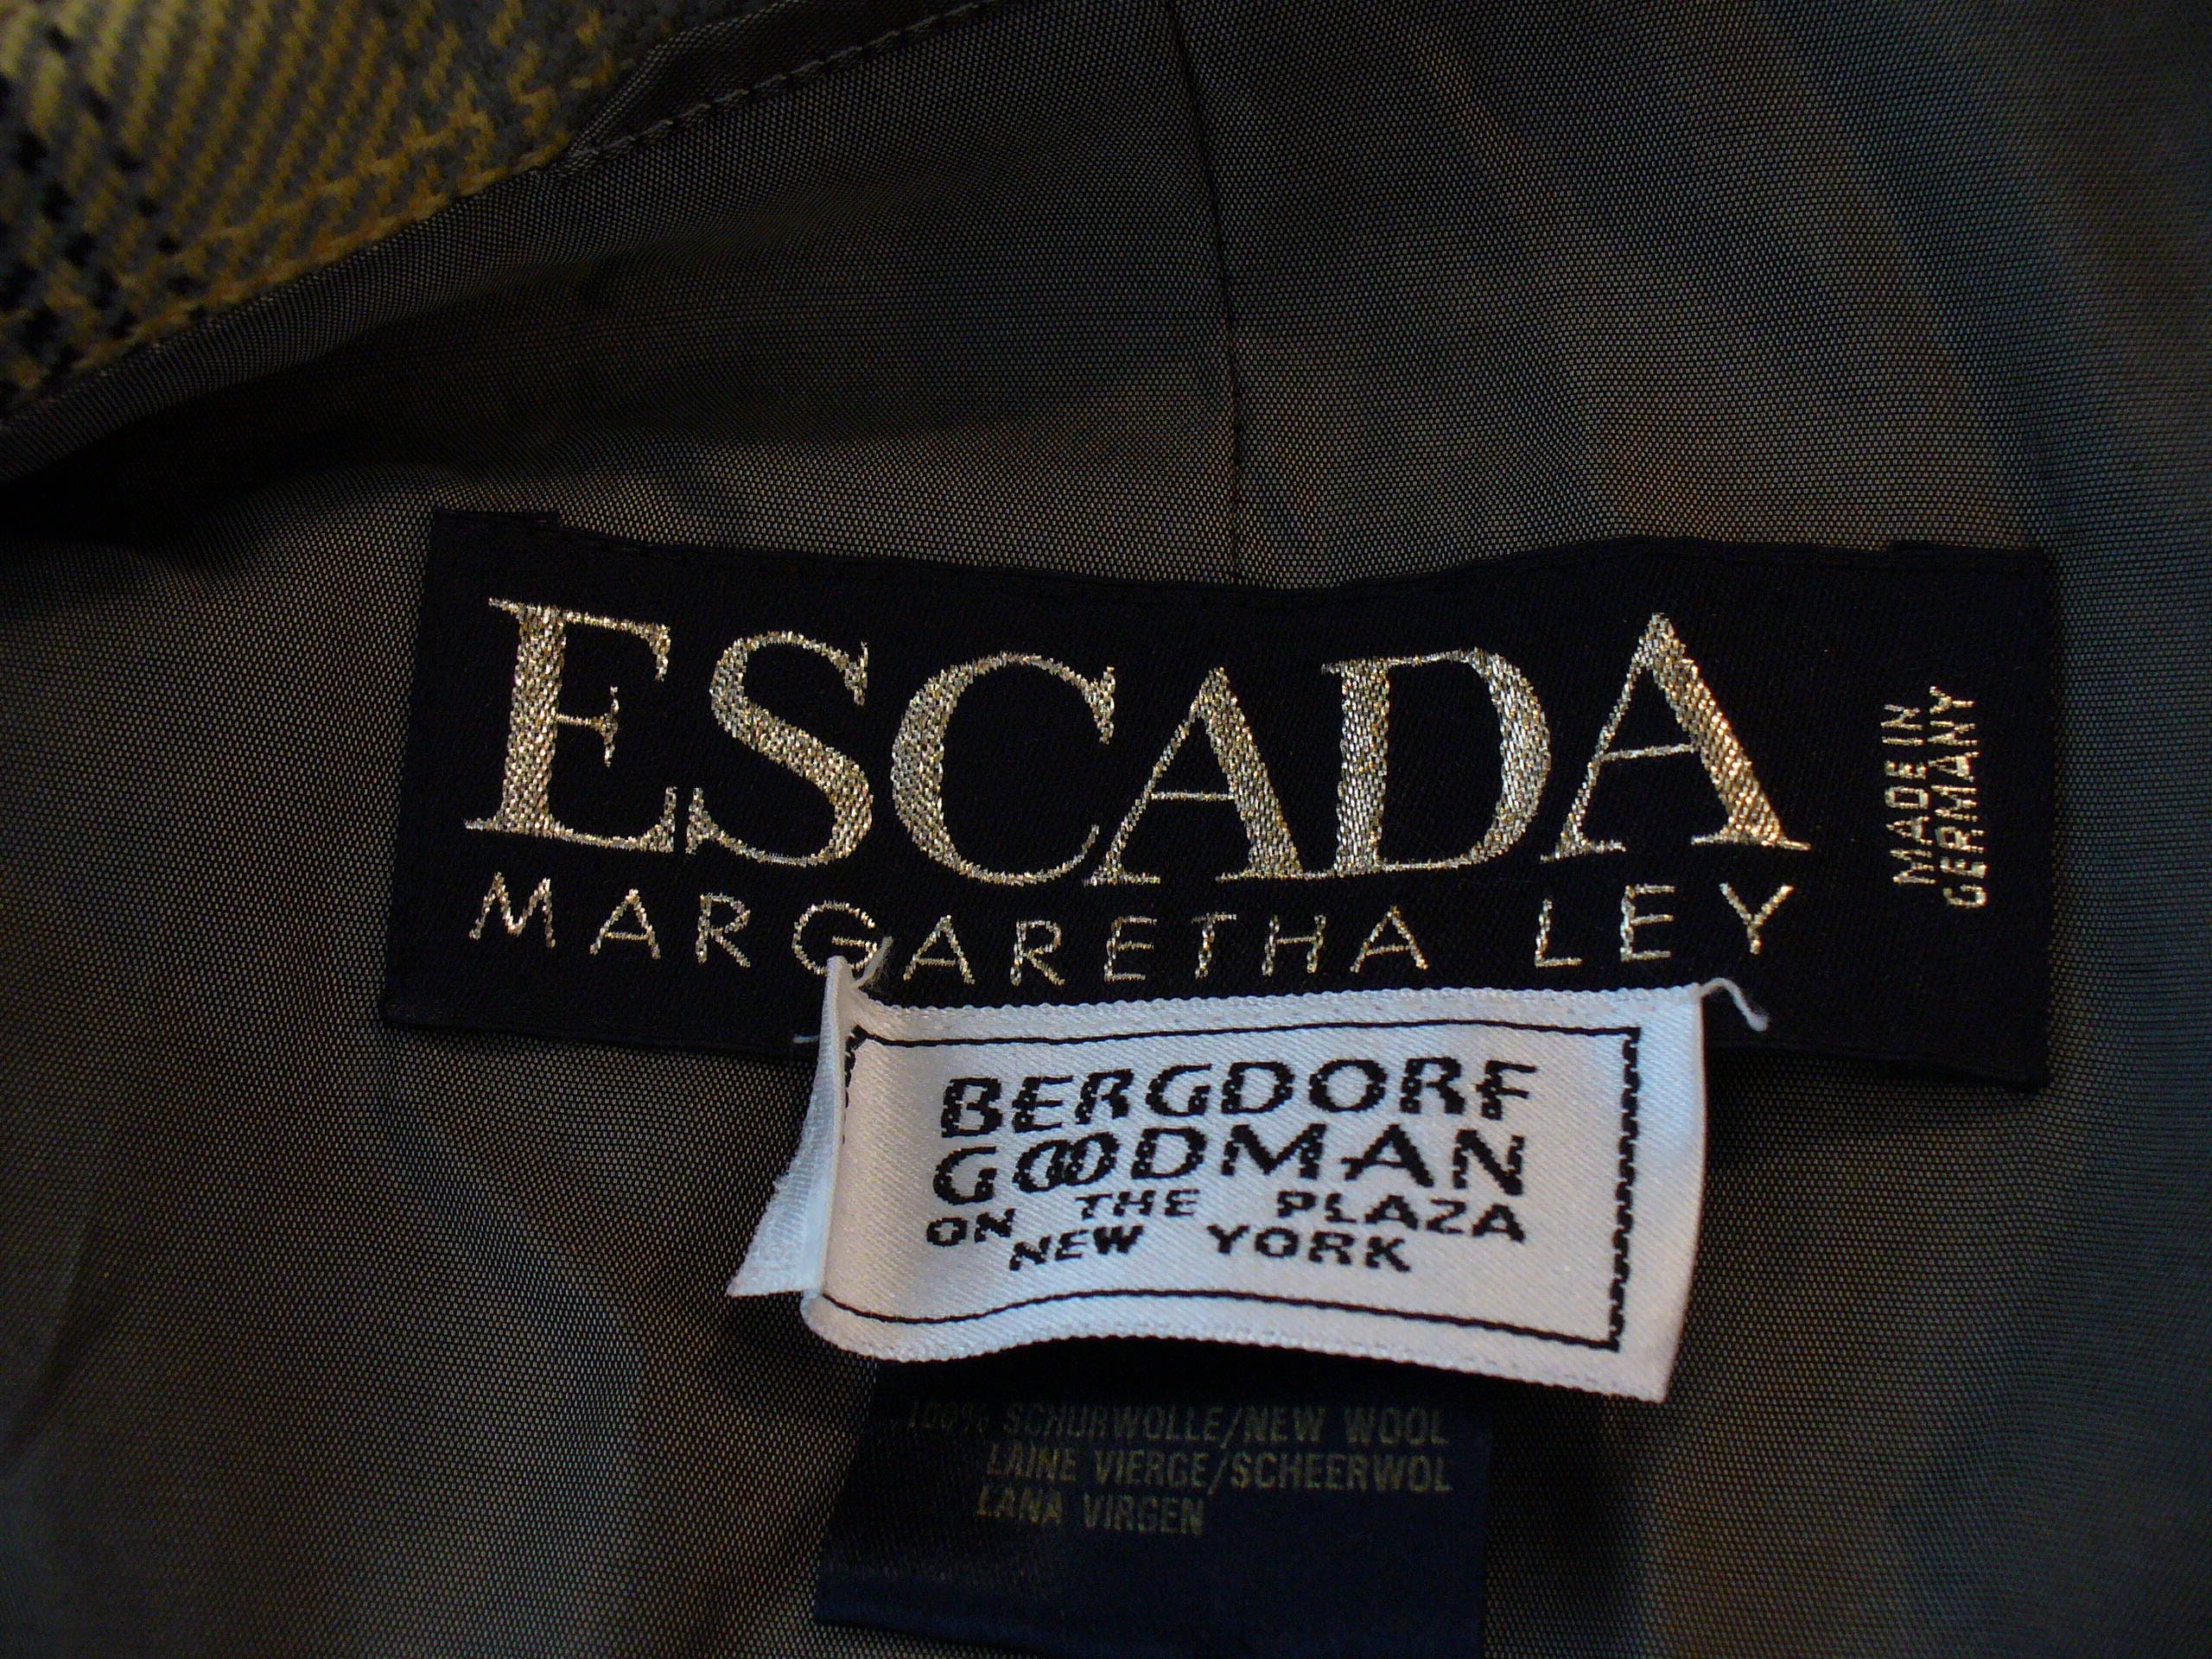 ESCADA
MARGARETHA LEY
MADE IN
GERMANY
BERGDORF
GOODMAN
ON THE PLAZA
NEW YORK
100% SCHURWOLLE/NEW WOOL
LAINE VIERGE/SCHEERWOL
LANA VIRGEN